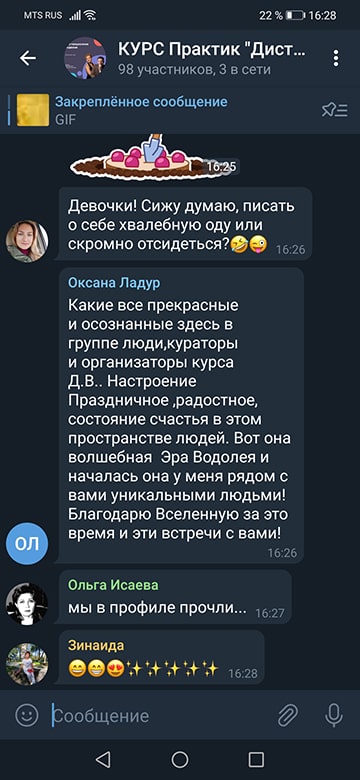 MTS RUS 22 % 16:28
КУРС Практик "Дист...
98 участников, 3 в сети
Закреплённое сообщение
GIF
16:25
Девочки! Сижу думаю, писать
о себе хвалебную оду или
скромно отсидеться?🤣😜
16:26
Оксана Ладур
Какие все прекрасные
и осознанные здесь в
группе люди,кураторы
и организаторы курса
Д.В.. Настроение
Праздничное ,радостное,
состояние счастья в этом
пространстве людей. Вот она
волшебная Эра Водолея и
началась она у меня рядом с
вами уникальными людьми!
Благодарю Вселенную за это
время и эти встречи с вами!
ОЛ
16:26
Ольга Исаева
мы в профиле прочли...
16:27
Зинаида
😁😁😍✨✨✨✨✨
16:28
Сообщение